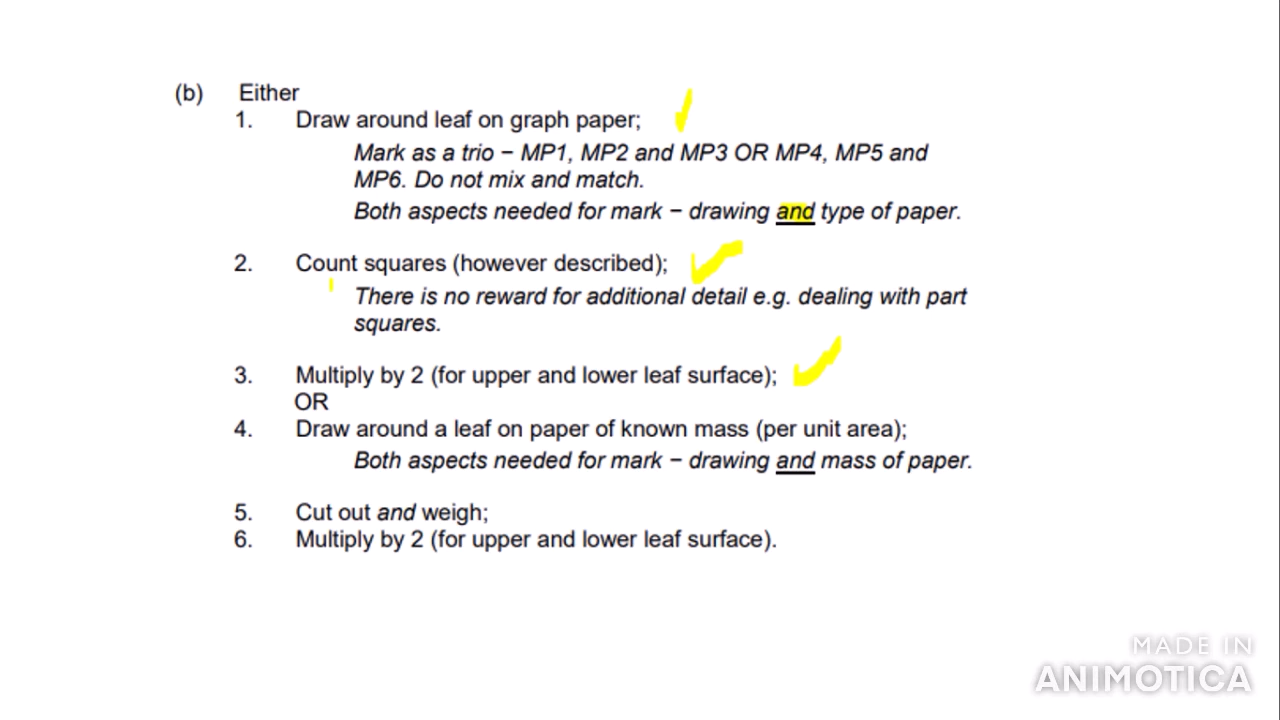 (b) Either
1. Draw around leaf on graph paper;
Mark as a trio − MP1, MP2 and MP3 OR MP4, MP5 and
MP6. Do not mix and match.
Both aspects needed for mark − drawing and type of paper.
2. Count squares (however described);
There is no reward for additional detail e.g. dealing with part
squares.
3. Multiply by 2 (for upper and lower leaf surface);
OR
4. Draw around a leaf on paper of known mass (per unit area);
Both aspects needed for mark − drawing and mass of paper.
5. Cut out and weigh;
6. Multiply by 2 (for upper and lower leaf surface).
MADE IN
ANIMOTICA